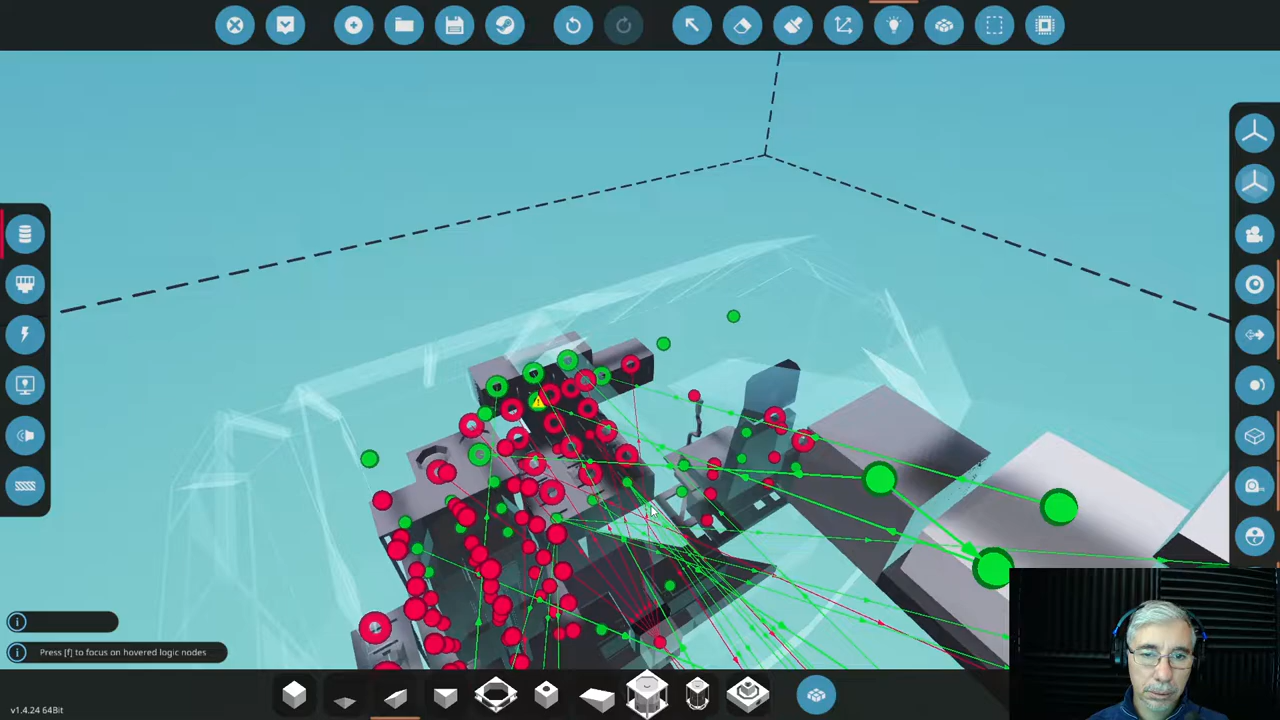 Press [f] to focus on hovered logic nodes
v1.4.24 64Bit